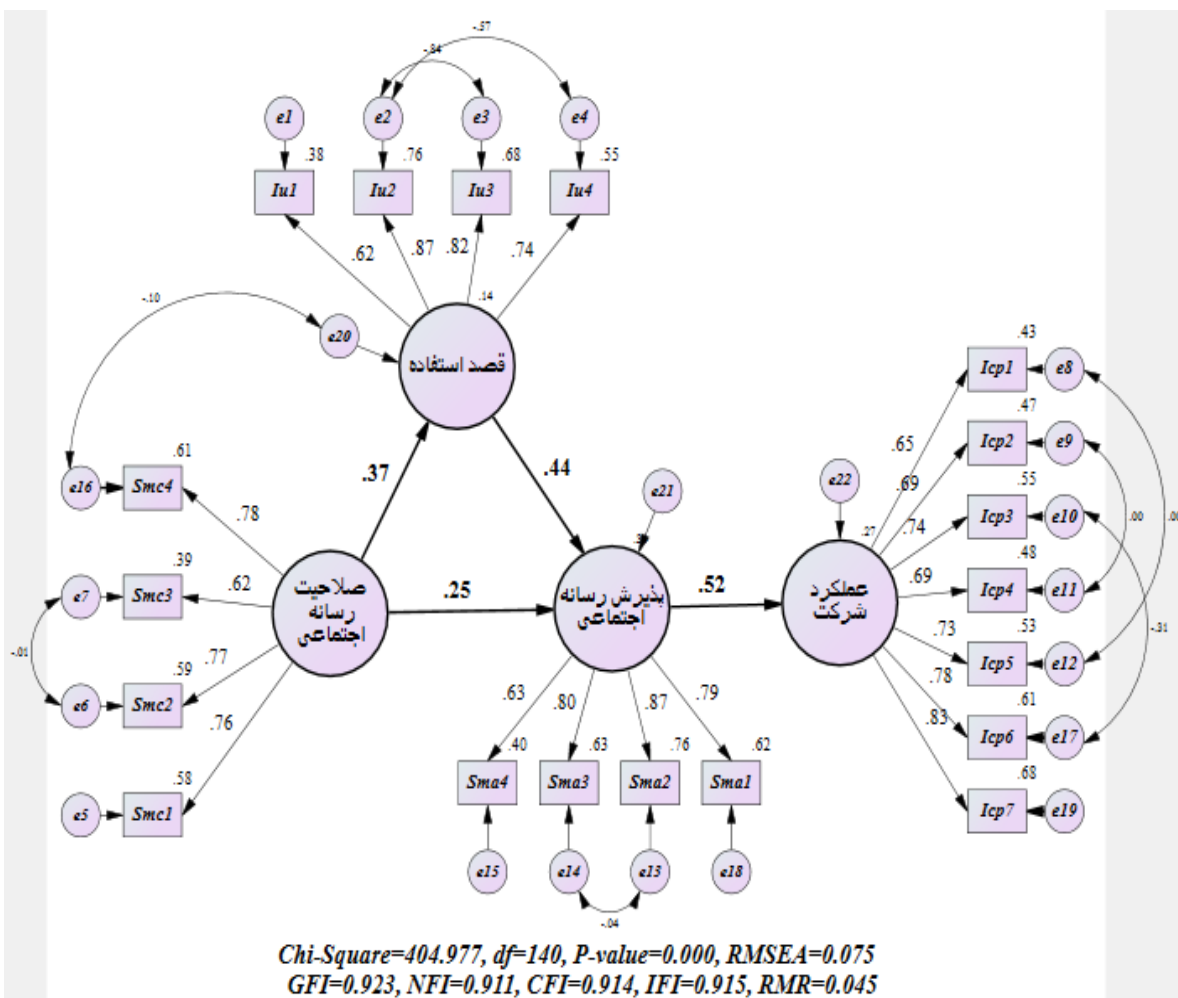 -.57
-.84
e1
e2
e3
e4
.38
.76
.68
.55
Iu1
Iu2
Iu3
Iu4
.62
.87
.82
.74
.14
-.10
e20
قصد استفاده
.37
.44
.61
e16
Smc4
.78
.39
e7
Smc3
.62
-.01
.59
e6
Smc2
.77
.58
e5
Smc1
.76
صلاحیت
رسانه
اجتماعی
.25
e21
پذیرش رسانه
اجتماعی
.52
e22
.27
عملکرد
شرکت
.43
Icp1
e8
.65
.47
Icp2
e9
.69
.55
Icp3
e10
.74
.00
.48
Icp4
e11
.69
.53
Icp5
e12
.73
-.31
.61
Icp6
e17
.78
.68
Icp7
e19
.83
.63
.80
.87
.79
.40
.63
.76
.62
Sma4
Sma3
Sma2
Sma1
e15
e14
e13
e18
-.04
Chi-Square=404.977, df=140, P-value=0.000, RMSEA=0.075
GFI=0.923, NFI=0.911, CFI=0.914, IFI=0.915, RMR=0.045